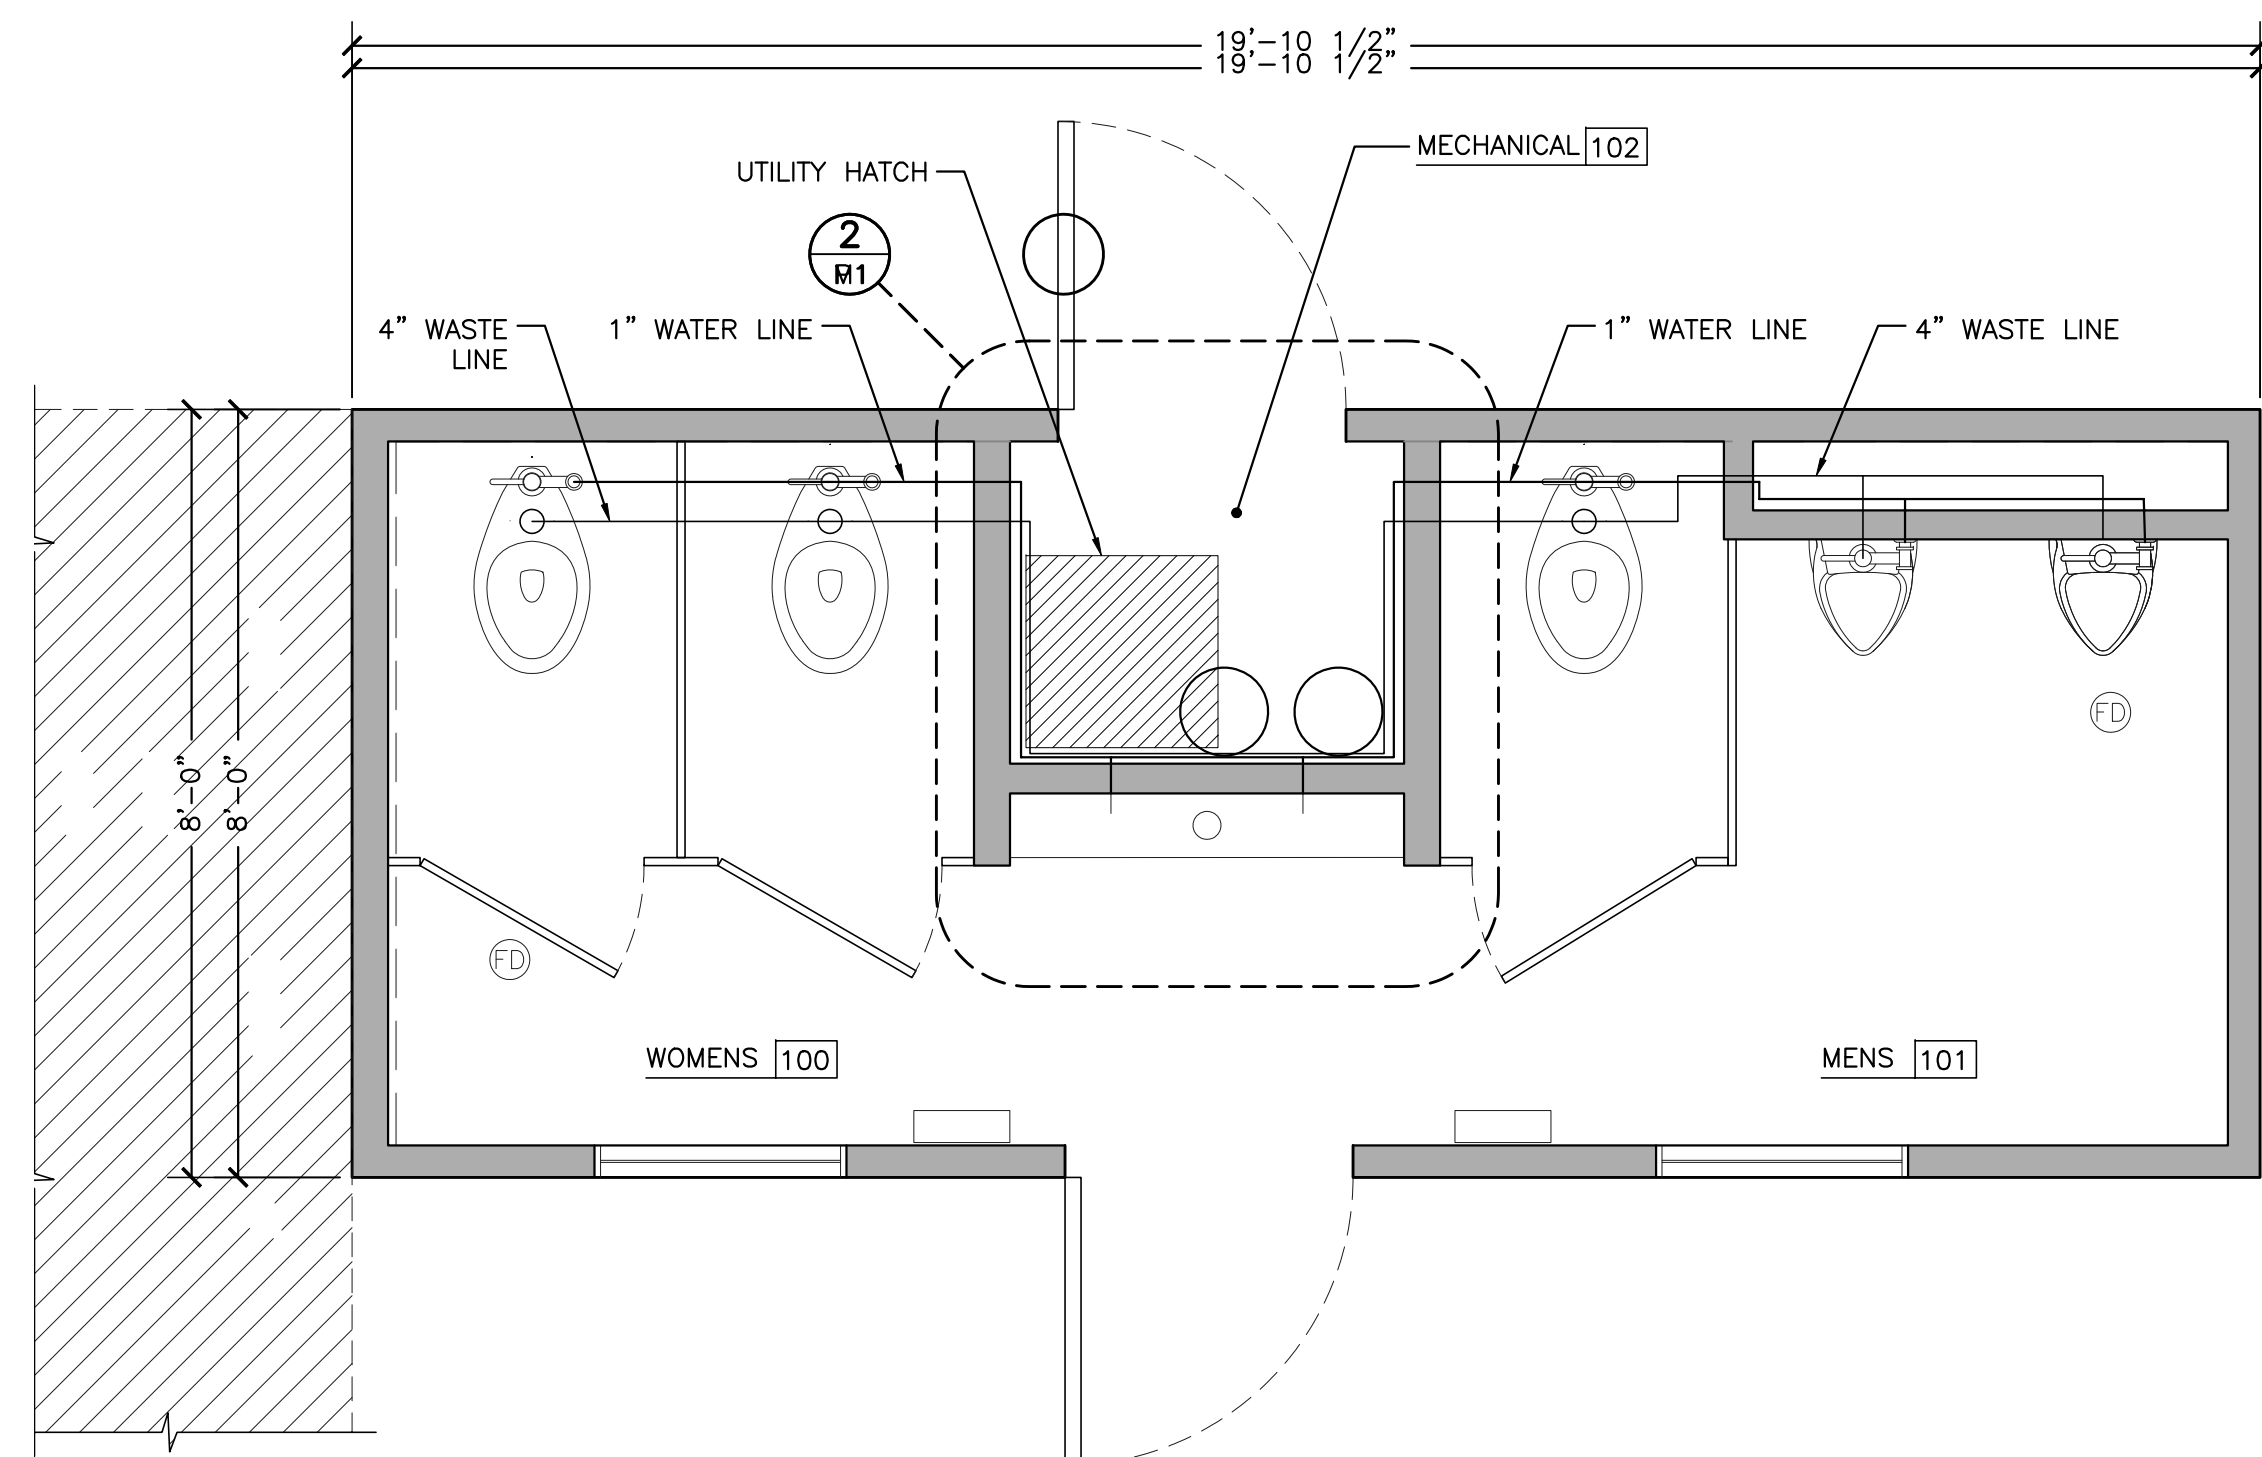 19'-10 1/2"
19'-10 1/2"
MECHANICAL 102
UTILITY HATCH
2
4" WASTE
LINE
1" WATER LINE
1" WATER LINE
4" WASTE LINE
8'-0"
8'-0"
FD
FD
WOMENS 100
MENS 101